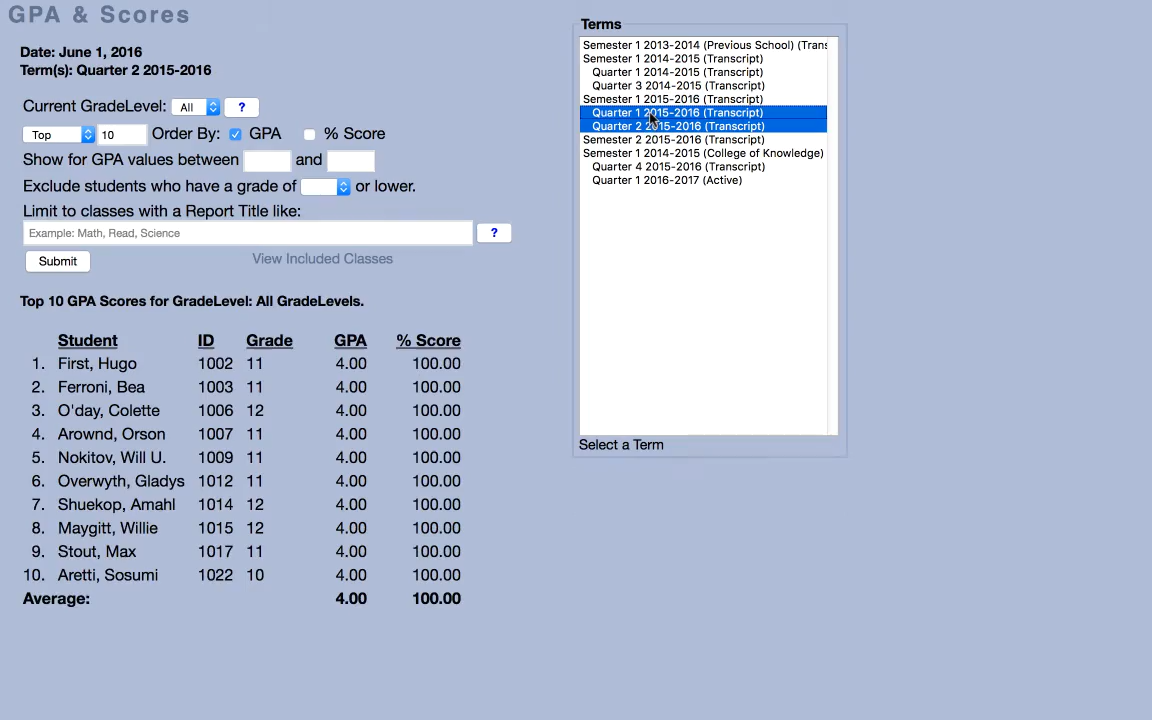 GPA & Scores
Date: June 1, 2016
Term(s): Quarter 2 2015-2016
Current GradeLevel: All ?
Top 10 Order By: GPA % Score
Show for GPA values between and
Exclude students who have a grade of or lower.
Limit to classes with a Report Title like:
Example: Math, Read, Science ?
Submit View Included Classes
Top 10 GPA Scores for GradeLevel: All GradeLevels.
Student ID Grade GPA % Score
1. First, Hugo 1002 11 4.00 100.00
2. Ferroni, Bea 1003 11 4.00 100.00
3. O'day, Colette 1006 12 4.00 100.00
4. Arownd, Orson 1007 11 4.00 100.00
5. Nokitov, Will U. 1009 11 4.00 100.00
6. Overwyth, Gladys 1012 11 4.00 100.00
7. Shuekop, Amahl 1014 12 4.00 100.00
8. Maygitt, Willie 1015 12 4.00 100.00
9. Stout, Max 1017 11 4.00 100.00
10. Aretti, Sosumi 1022 10 4.00 100.00
Average: 4.00 100.00
Terms
Semester 1 2013-2014 (Previous School) (Trans
Semester 1 2014-2015 (Transcript)
Quarter 1 2014-2015 (Transcript)
Quarter 3 2014-2015 (Transcript)
Semester 1 2015-2016 (Transcript)
Quarter 1 2015-2016 (Transcript)
Quarter 2 2015-2016 (Transcript)
Semester 2 2015-2016 (Transcript)
Semester 1 2014-2015 (College of Knowledge)
Quarter 4 2015-2016 (Transcript)
Quarter 1 2016-2017 (Active)
Select a Term